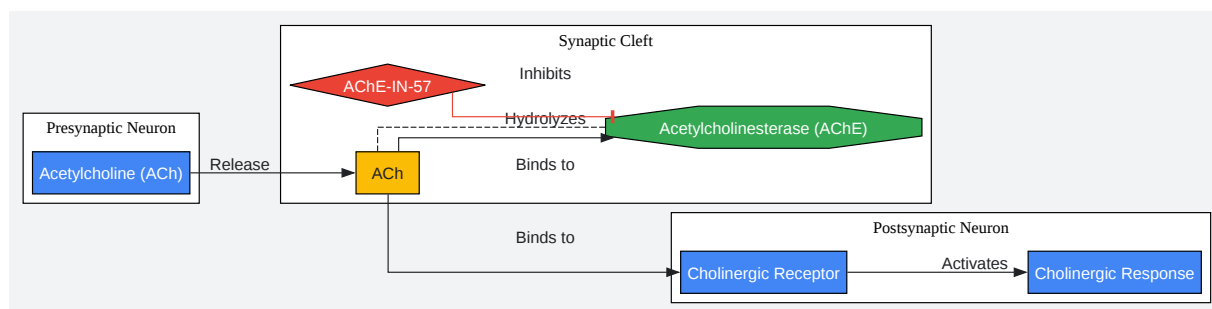 Synaptic Cleft
Inhibits
AChE-IN-57
Hydrolyzes
Presynaptic Neuron
Acetylcholinesterase (AChE)
Release
Binds to
Acetylcholine (ACh)
ACh
Postsynaptic Neuron
Binds to
Activates
Cholinergic Receptor
Cholinergic Response